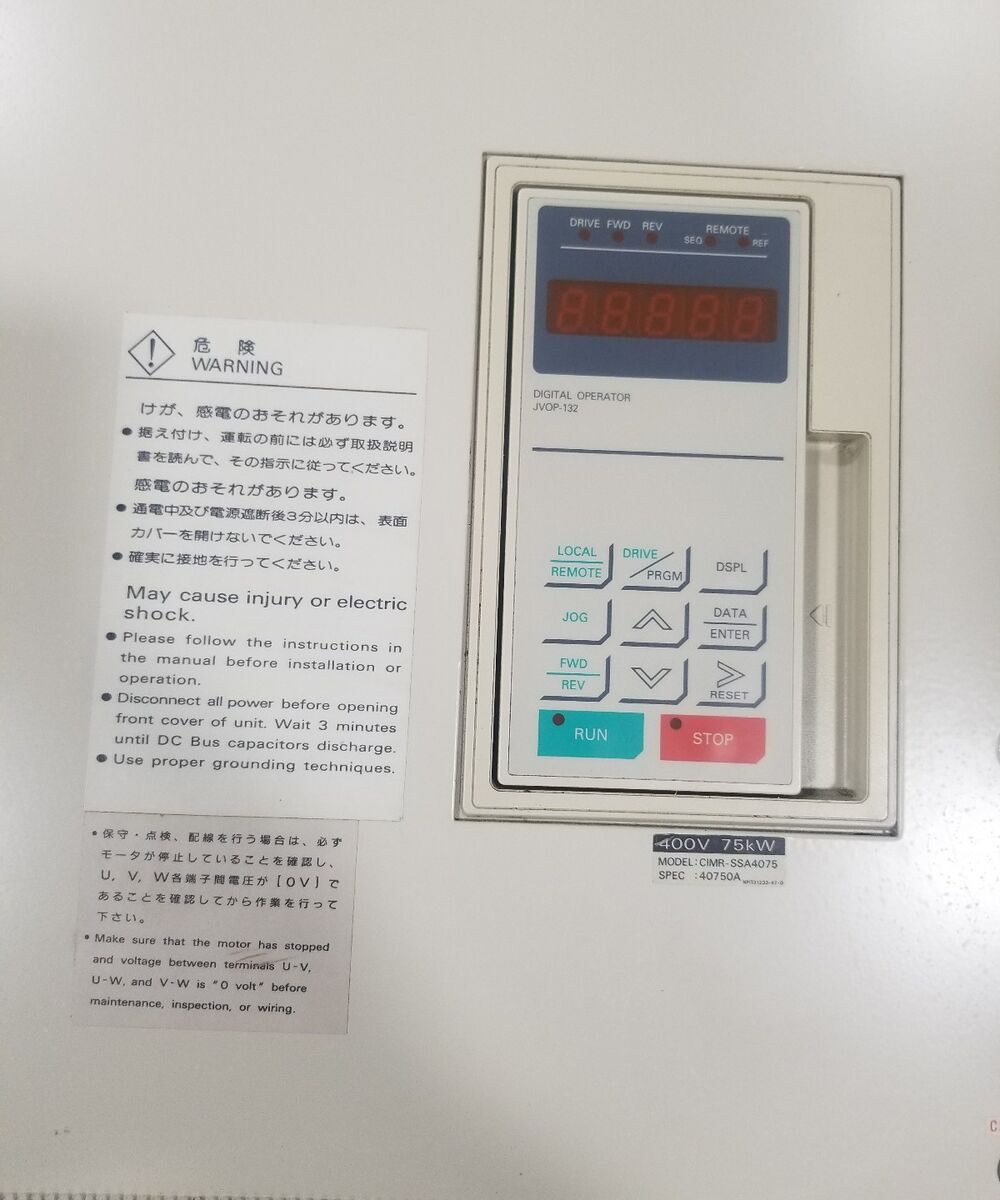 危 険
WARNING
けが、感電のおそれがあります。
● 据え付け、運転の前には必ず取扱説明
書を読んで、その指示に従ってください。
感電のおそれがあります。
● 通電中及び電源遮断後3分以内は、表面
カバーを開けないでください。
● 確実に接地を行ってください。
May cause injury or electric
shock.
● Please follow the instructions in
the manual before installation or
operation.
● Disconnect all power before opening
front cover of unit. Wait 3 minutes
until DC Bus capacitors discharge.
● Use proper grounding techniques.
• 保守・点検、配線を行う場合は、必ず
モータが停止していることを確認し、
U, V, W各端子間電圧が［0V］で
あることを確認してから作業を行って
下さい。
• Make sure that the motor has stopped
and voltage between terminals U-V,
U-W, and V-W is "0 volt" before
maintenance, inspection, or wiring.
DRIVE FWD REV REMOTE
SEQ REF
88888
DIGITAL OPERATOR
JVOP-132
LOCAL
REMOTE
DRIVE
PRGM
DSPL
JOG
DATA
ENTER
FWD
REV
RESET
RUN
STOP
400V 75kW
MODEL: CIMR-SSA4075
SPEC :40750A